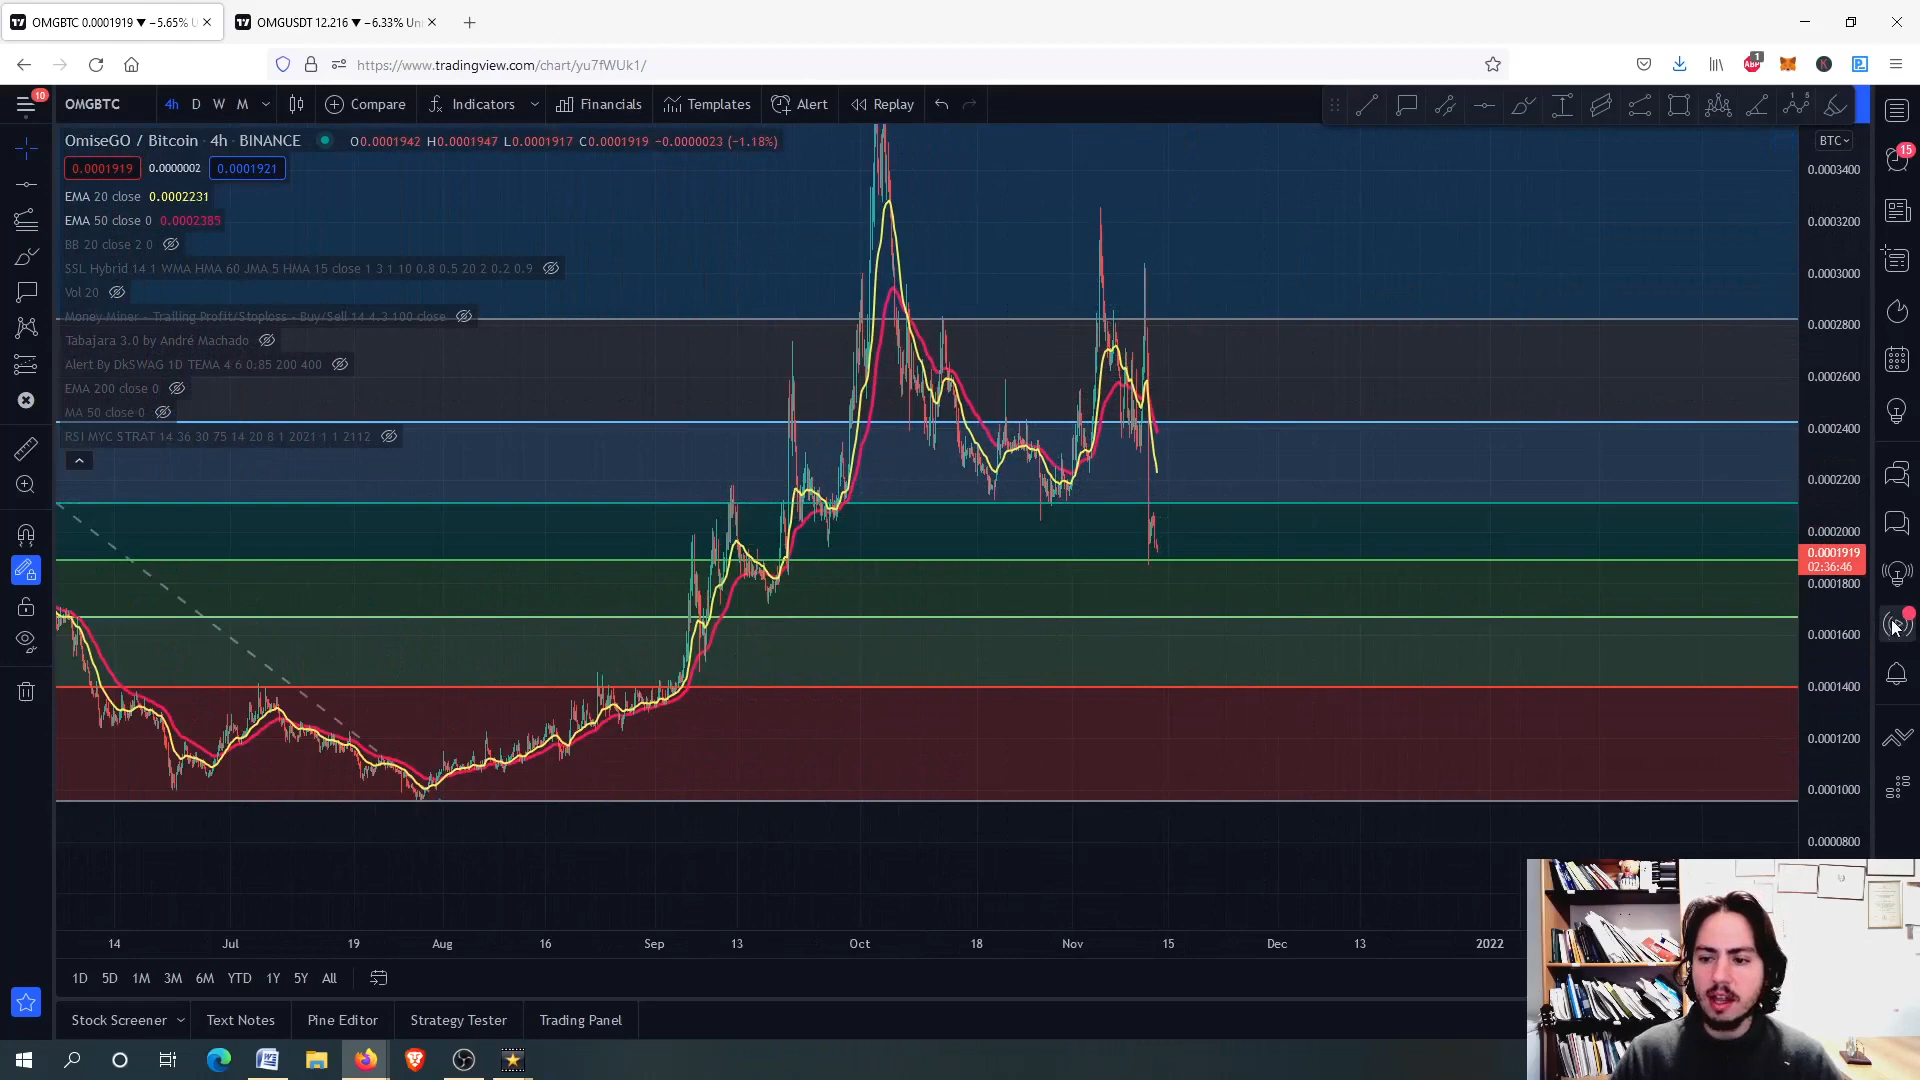 OMGBTC 0.0001919 ▼ −5.65% U
OMGUSDT 12.216 ▼ −6.33% Un
https://www.tradingview.com/chart/yu7fWUk1/
1
10
OMGBTC
4h
D
W
M
Compare
Indicators
Financials
Templates
Alert
Replay
OmiseGO / Bitcoin · 4h · BINANCE
O0.0001942 H0.0001947 L0.0001917 C0.0001919 −0.0000023 (−1.18%)
BTC
15
0.0001919
0.0000002
0.0001921
EMA 20 close 0.0002231
EMA 50 close 0 0.0002385
BB 20 close 2 0
SSL Hybrid 14 1 WMA HMA 60 JMA 5 HMA 15 close 1 3 1 10 0.8 0.5 20 2 0.2 0.9
Vol 20
Money Miner - Trailing Profit/Stoploss - Buy/Sell 14 4.3 100 close
Tabajara 3.0 by André Machado
Alert By DkSWAG 1D TEMA 4 6 0.85 200 400
EMA 200 close 0
MA 50 close 0
RSI MYC STRAT 14 36 30 75 14 20 8 1 2021 1 1 2112
0.0003400
0.0003200
0.0003000
0.0002800
0.0002600
0.0002400
0.0002200
0.0002000
0.0001919
02:36:46
0.0001800
0.0001600
0.0001400
0.0001200
0.0001000
0.0000800
14
Jul
19
Aug
16
Sep
13
Oct
18
Nov
15
Dec
13
2022
1D
5D
1M
3M
6M
YTD
1Y
5Y
All
Stock Screener
Text Notes
Pine Editor
Strategy Tester
Trading Panel